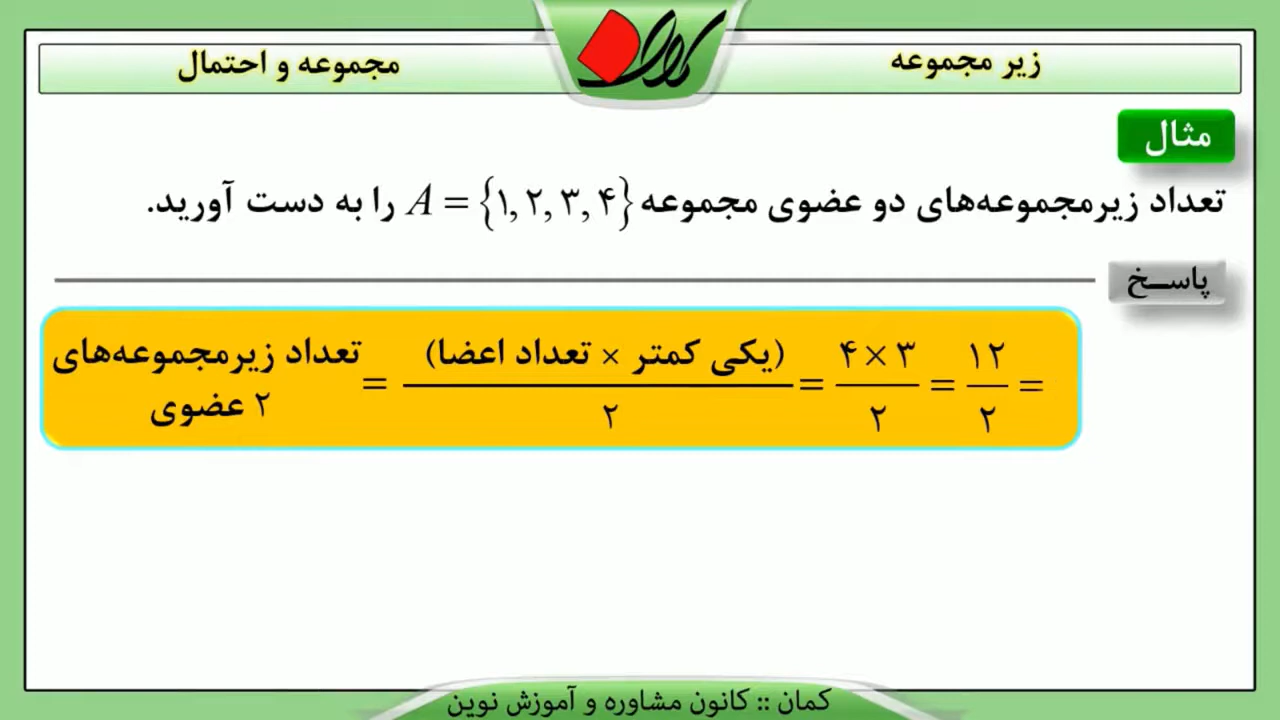 زیر مجموعه
مجموعه و احتمال
کمان
مثال
تعداد زیرمجموعه‌های دو عضوی مجموعه A = {۱, ۲, ۳, ۴} را به دست آورید.
پاســخ
تعداد زیرمجموعه‌های ۲ عضوی = (یکی کمتر × تعداد اعضا) / ۲ = ۴ × ۳ / ۲ = ۱۲ / ۲ =
کمان :: کانون مشاوره و آموزش نوین